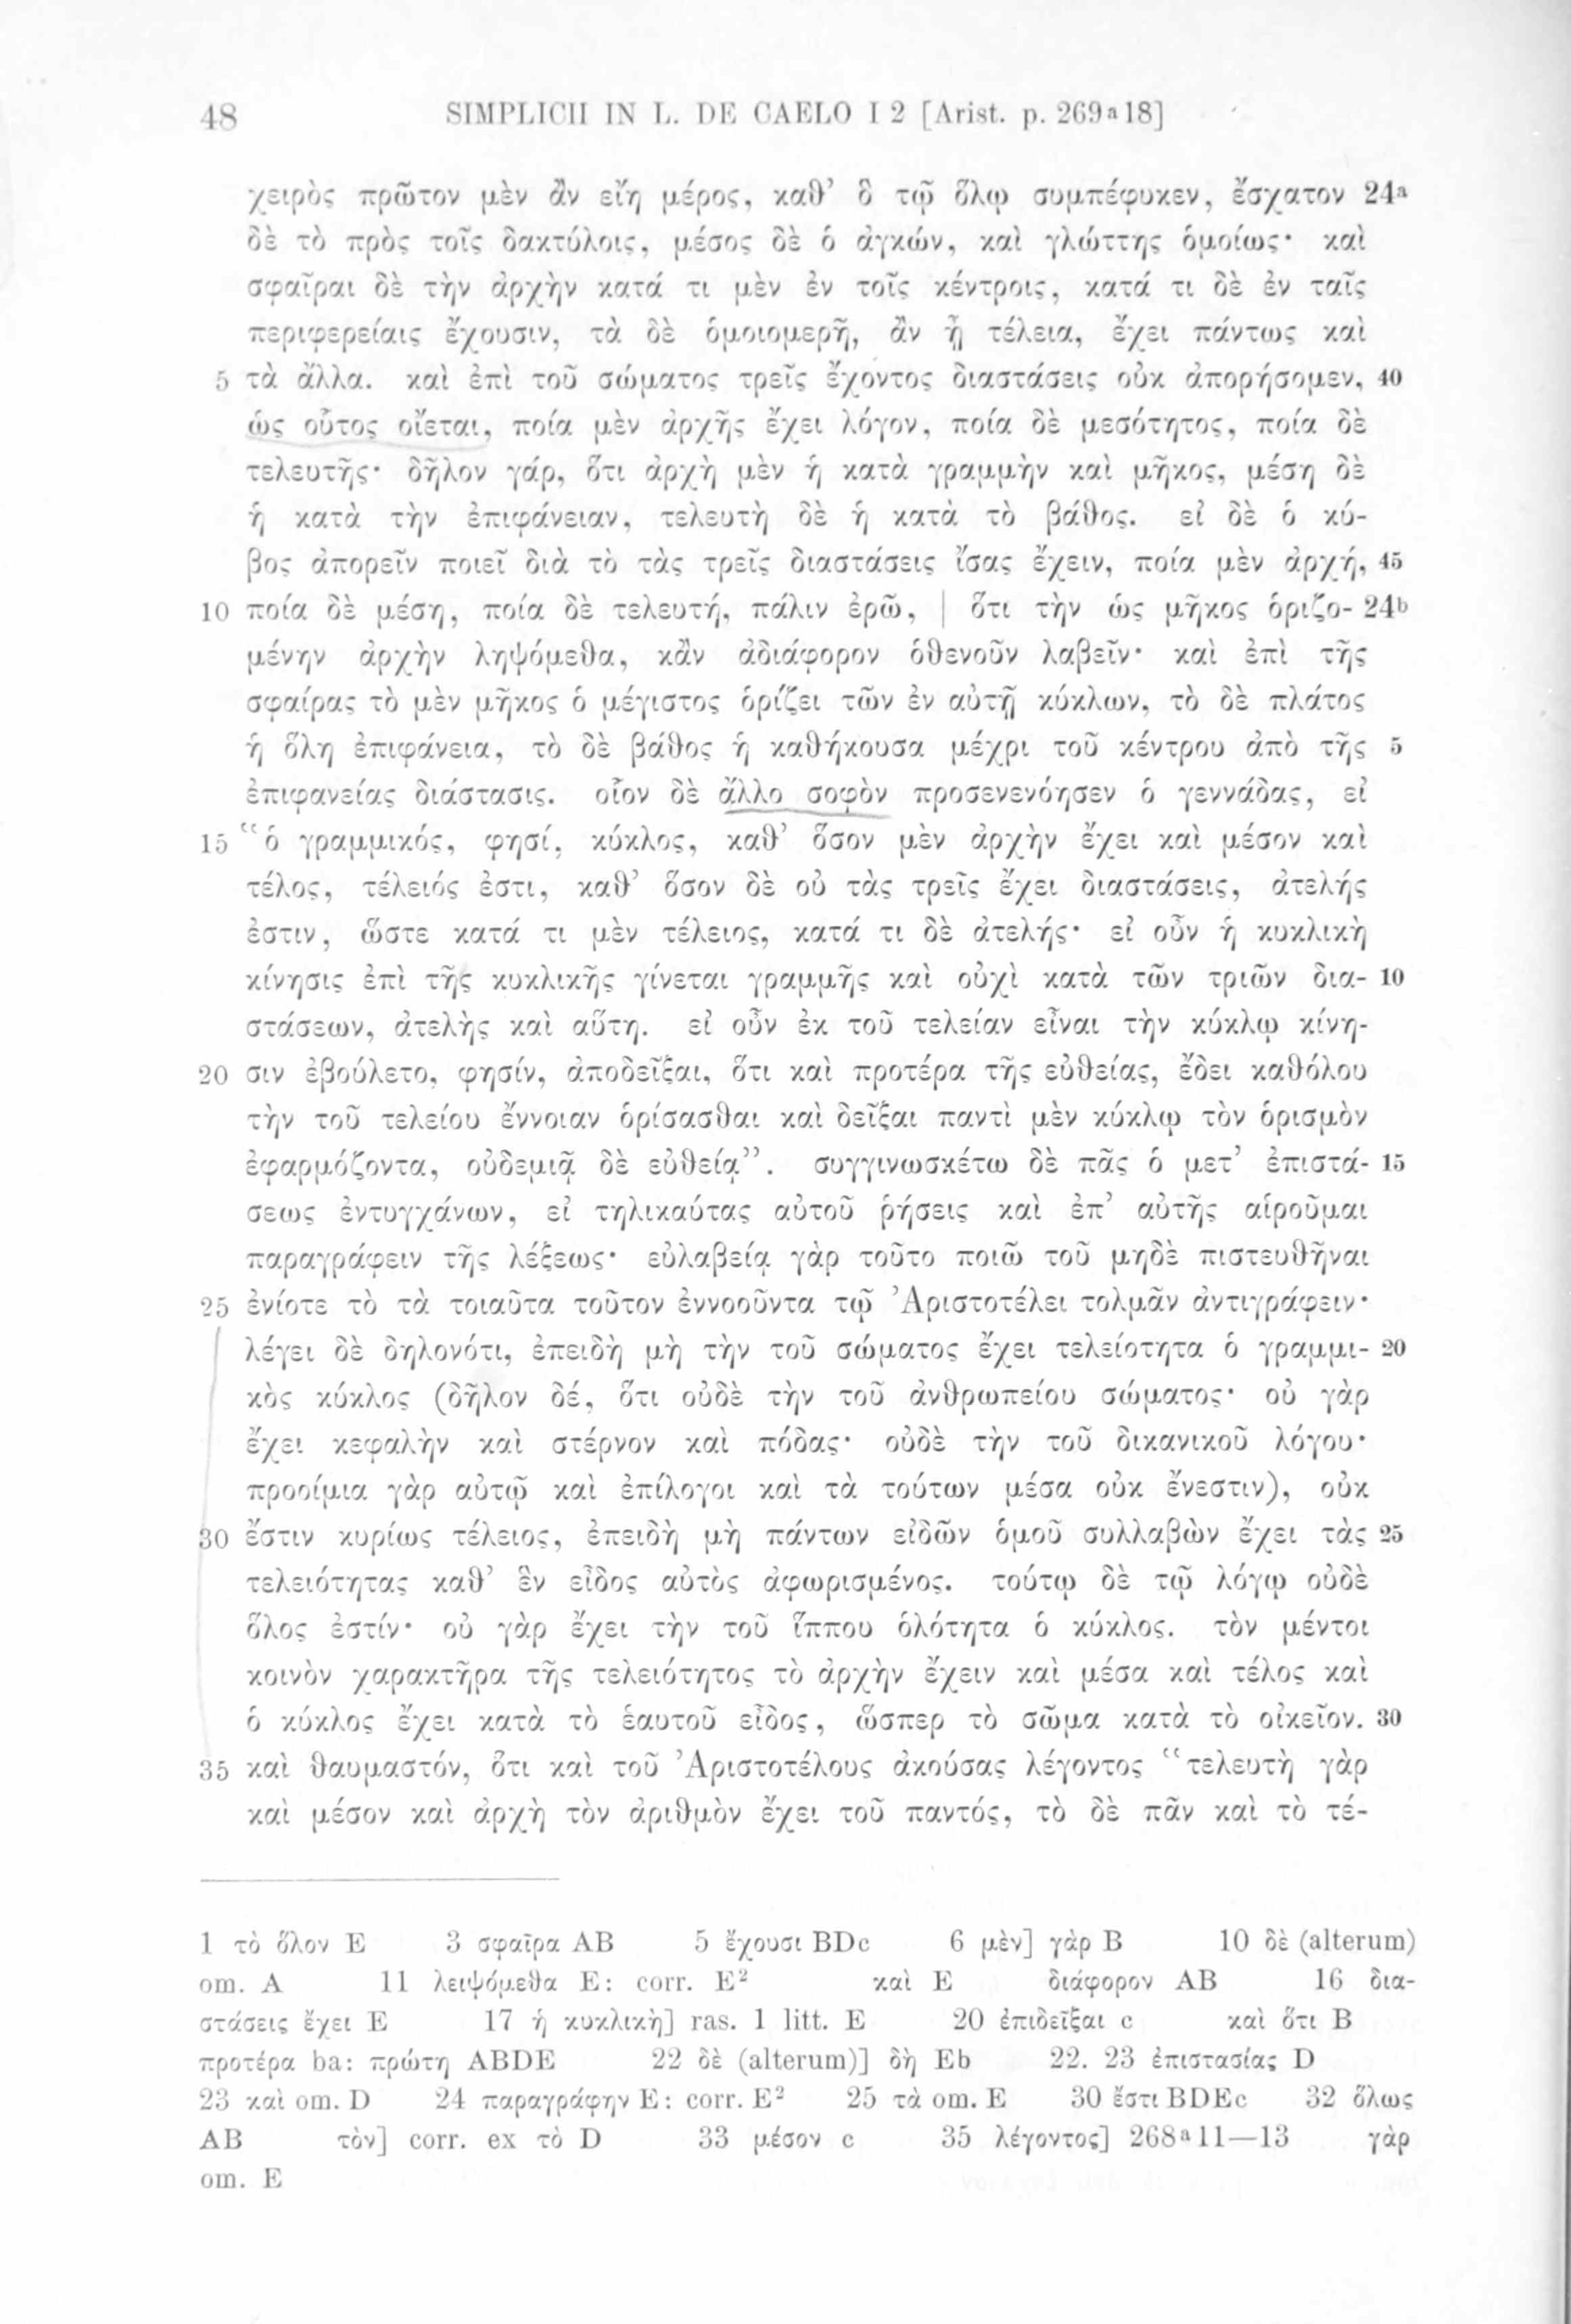 48 SIMPLICII IN L. DE CAELO I 2 [Arist. p. 269a18]
χειρὸς πρῶτον μὲν ἂν εἴη μέρος, καθ’ ὃ τῷ ὅλῳ συμπέφυκεν, ἔσχατον 24a
δὲ τὸ πρὸς τοῖς δακτύλοις, μέσος δὲ ὁ ἀγκών, καὶ γλώττης ὁμοίως· καὶ
σφαῖραι δὲ τὴν ἀρχὴν κατά τι μὲν ἐν τοῖς κέντροις, κατά τι δὲ ἐν ταῖς
περιφερείαις ἔχουσιν, τὰ δὲ ὁμοιομερῆ, ἂν ᾖ τέλεια, ἔχει πάντως καὶ
5 τὰ ἄλλα. καὶ ἐπὶ τοῦ σώματος τρεῖς ἔχοντος διαστάσεις οὐκ ἀπορήσομεν, 40
ὡς οὗτος οἴεται, ποία μὲν ἀρχῆς ἔχει λόγον, ποία δὲ μεσότητος, ποία δὲ
τελευτῆς· δῆλον γάρ, ὅτι ἀρχὴ μὲν ἡ κατὰ γραμμὴν καὶ μῆκος, μέση δὲ
ἡ κατὰ τὴν ἐπιφάνειαν, τελευτὴ δὲ ἡ κατὰ τὸ βάθος. εἰ δὲ ὁ κύ-
βος ἀπορεῖν ποιεῖ διὰ τὸ τὰς τρεῖς διαστάσεις ἴσας ἔχειν, ποία μὲν ἀρχή, 45
10 ποία δὲ μέση, ποία δὲ τελευτή, πάλιν ἐρῶ, | ὅτι τὴν ὡς μῆκος ὁριζο- 24b
μένην ἀρχὴν ληψόμεθα, κἂν ἀδιάφορον ὁθενοῦν λαβεῖν· καὶ ἐπὶ τῆς
σφαίρας τὸ μὲν μῆκος ὁ μέγιστος ὁρίζει τῶν ἐν αὐτῇ κύκλων, τὸ δὲ πλάτος
ἡ ὅλη ἐπιφάνεια, τὸ δὲ βάθος ἡ καθήκουσα μέχρι τοῦ κέντρου ἀπὸ τῆς 5
ἐπιφανείας διάστασις. οἷον δὲ ἄλλο σοφὸν προσενενόησεν ὁ γεννάδας, εἰ
15 “ὁ γραμμικός, φησί, κύκλος, καθ’ ὅσον μὲν ἀρχὴν ἔχει καὶ μέσον καὶ
τέλος, τέλειός ἐστι, καθ’ ὅσον δὲ οὐ τὰς τρεῖς ἔχει διαστάσεις, ἀτελής
ἐστιν, ὥστε κατά τι μὲν τέλειος, κατά τι δὲ ἀτελής· εἰ οὖν ἡ κυκλικὴ
κίνησις ἐπὶ τῆς κυκλικῆς γίνεται γραμμῆς καὶ οὐχὶ κατὰ τῶν τριῶν δια- 10
στάσεων, ἀτελὴς καὶ αὕτη. εἰ οὖν ἐκ τοῦ τελείαν εἶναι τὴν κύκλῳ κίνη-
20 σιν ἐβούλετο, φησίν, ἀποδεῖξαι, ὅτι καὶ προτέρα τῆς εὐθείας, ἔδει καθόλου
τὴν τοῦ τελείου ἔννοιαν ὁρίσασθαι καὶ δεῖξαι παντὶ μὲν κύκλῳ τὸν ὁρισμὸν
ἐφαρμόζοντα, οὐδεμιᾷ δὲ εὐθείᾳ”. συγγινωσκέτω δὲ πᾶς ὁ μετ’ ἐπιστά- 15
σεως ἐντυγχάνων, εἰ τηλικαύτας αὐτοῦ ῥήσεις καὶ ἐπ’ αὐτῆς αἱροῦμαι
παραγράφειν τῆς λέξεως· εὐλαβείᾳ γὰρ τοῦτο ποιῶ τοῦ μηδὲ πιστευθῆναι
25 ἐνίοτε τὸ τὰ τοιαῦτα τοῦτον ἐννοοῦντα τῷ Ἀριστοτέλει τολμᾶν ἀντιγράφειν·
λέγει δὲ δηλονότι, ἐπειδὴ μὴ τὴν τοῦ σώματος ἔχει τελείοτητα ὁ γραμμι- 20
κὸς κύκλος (δῆλον δέ, ὅτι οὐδὲ τὴν τοῦ ἀνθρωπείου σώματος· οὐ γὰρ
ἔχει κεφαλὴν καὶ στέρνον καὶ πόδας· οὐδὲ τὴν τοῦ δικανικοῦ λόγου·
προοίμια γὰρ αὐτῷ καὶ ἐπίλογοι καὶ τὰ τούτων μέσα οὐκ ἔνεστιν), οὐκ
30 ἔστιν κυρίως τέλειος, ἐπειδὴ μὴ πάντων εἰδῶν ὁμοῦ συλλαβὼν ἔχει τὰς 25
τελειότητας καθ’ ἓν εἶδος αὐτὸς ἀφωρισμένος. τούτῳ δὲ τῷ λόγῳ οὐδὲ
ὅλος ἐστίν· οὐ γὰρ ἔχει τὴν τοῦ ἵππου ὁλότητα ὁ κύκλος. τὸν μέντοι
κοινὸν χαρακτῆρα τῆς τελειότητος τὸ ἀρχὴν ἔχειν καὶ μέσα καὶ τέλος καὶ
ὁ κύκλος ἔχει κατὰ τὸ ἑαυτοῦ εἶδος, ὥσπερ τὸ σῶμα κατὰ τὸ οἰκεῖον. 30
35 καὶ θαυμαστόν, ὅτι καὶ τοῦ Ἀριστοτέλους ἀκούσας λέγοντος “τελευτὴ γὰρ
καὶ μέσον καὶ ἀρχὴ τὸν ἀριθμὸν ἔχει τοῦ παντός, τὸ δὲ πᾶν καὶ τὸ τέ-
1 τὸ ὅλον E 3 σφαῖρα AB 5 ἔχουσι BDc 6 μὲν] γὰρ B 10 δὲ (alterum)
om. A 11 λειψόμεθα E: corr. E² καὶ E διάφορον AB 16 δια-
στάσεις ἔχει E 17 ἡ κυκλικὴ] ras. 1 litt. E 20 ἐπιδεῖξαι c καὶ ὅτι B
προτέρα ba: πρώτη ABDE 22 δὲ (alterum)] δὴ Eb 22. 23 ἐπιστασίας D
23 καὶ om. D 24 παραγράφην E: corr. E² 25 τὰ om. E 30 ἔστι BDEc 32 ὅλως
AB τὸν] corr. ex τὸ D 33 μέσον c 35 λέγοντος] 268a11—13 γὰρ
om. E